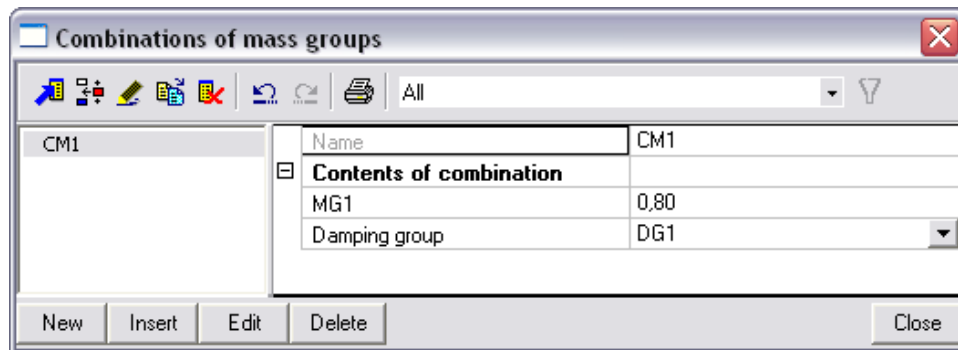 Combinations of mass groups
All
CM1
Name CM1
Contents of combination
MG1 0,80
Damping group DG1
New Insert Edit Delete Close